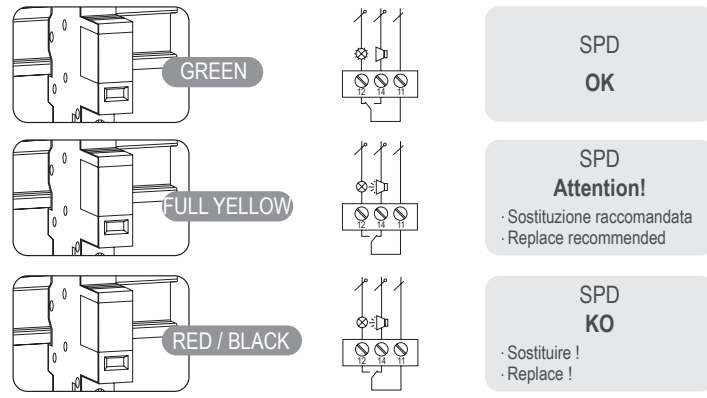 GREEN
12 14 11
SPD
OK
FULL YELLOW
12 14 11
SPD
Attention!
· Sostituzione raccomandata
· Replace recommended
RED / BLACK
12 14 11
SPD
KO
· Sostituire !
· Replace !